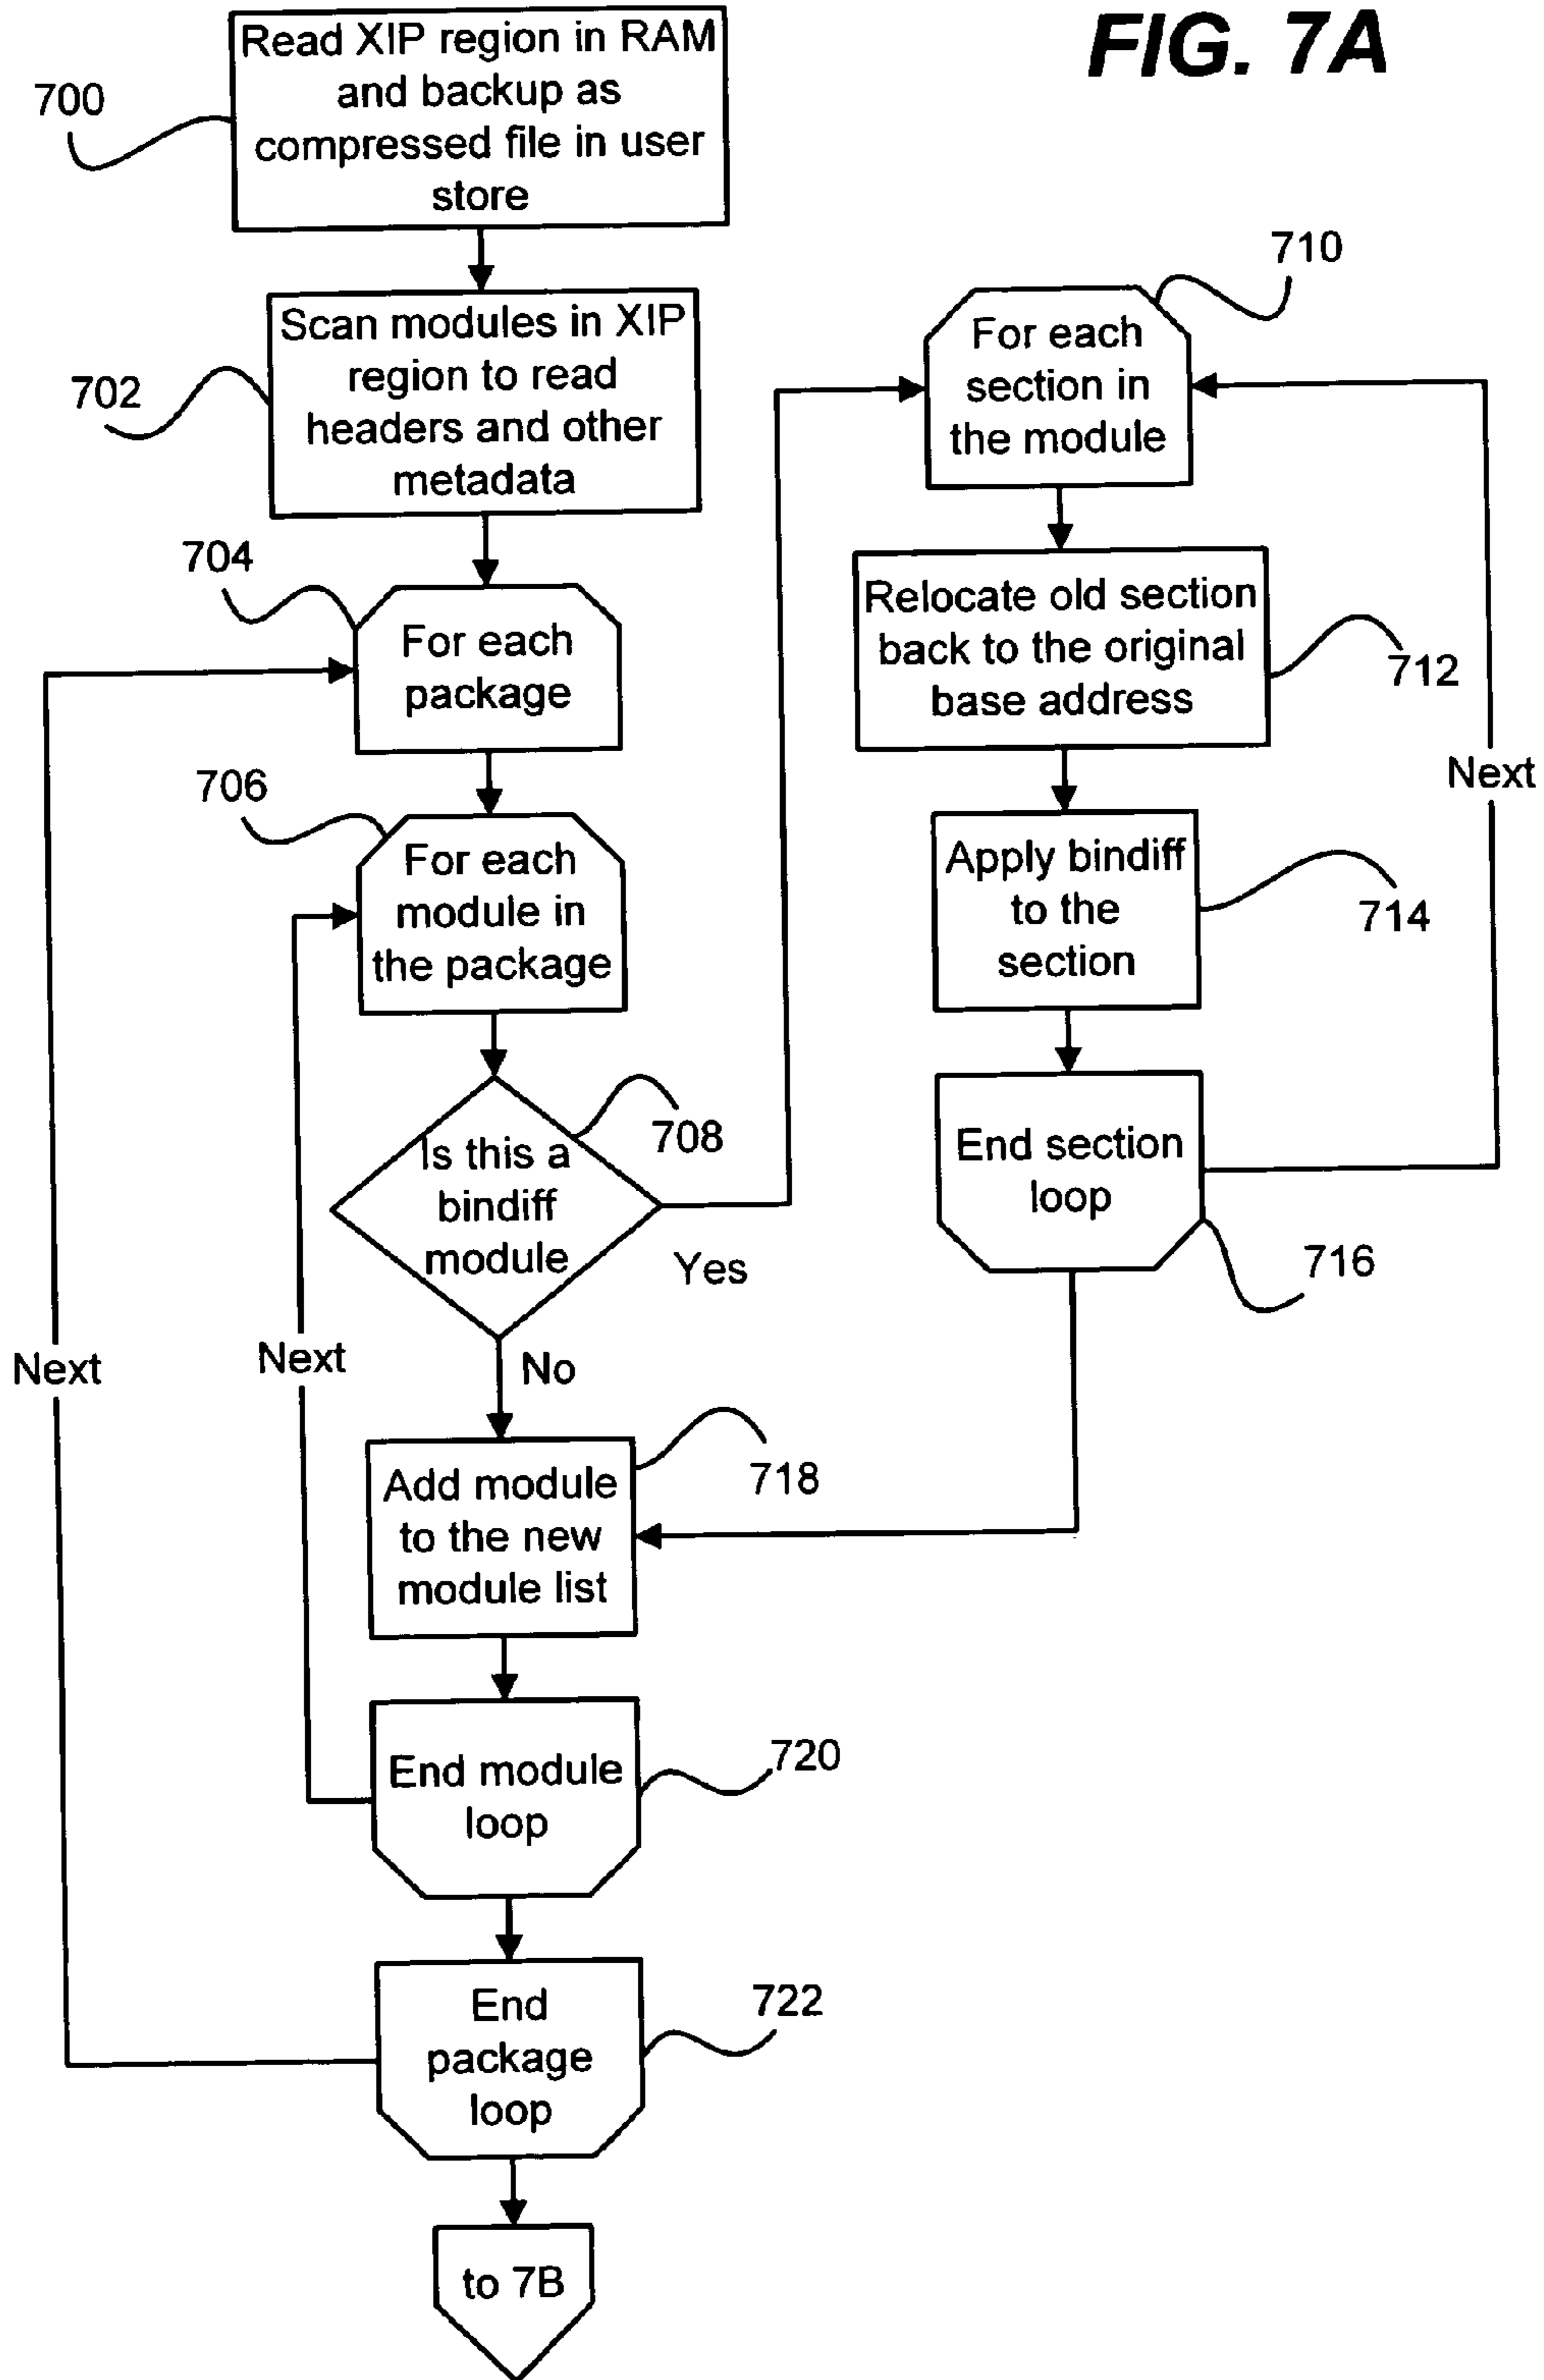 FIG. 7A
700
Read XIP region in RAM
and backup as
compressed file in user
store
702
Scan modules in XIP
region to read
headers and other
metadata
704
For each
package
706
For each
module in
the package
708
Is this a
bindiff
module
Yes
No
Next
Next
710
For each
section in
the module
Relocate old section
back to the original
base address
712
Next
Apply bindiff
to the
section
714
End section
loop
716
718
Add module
to the new
module list
End module
loop
720
End
package
loop
722
to 7B